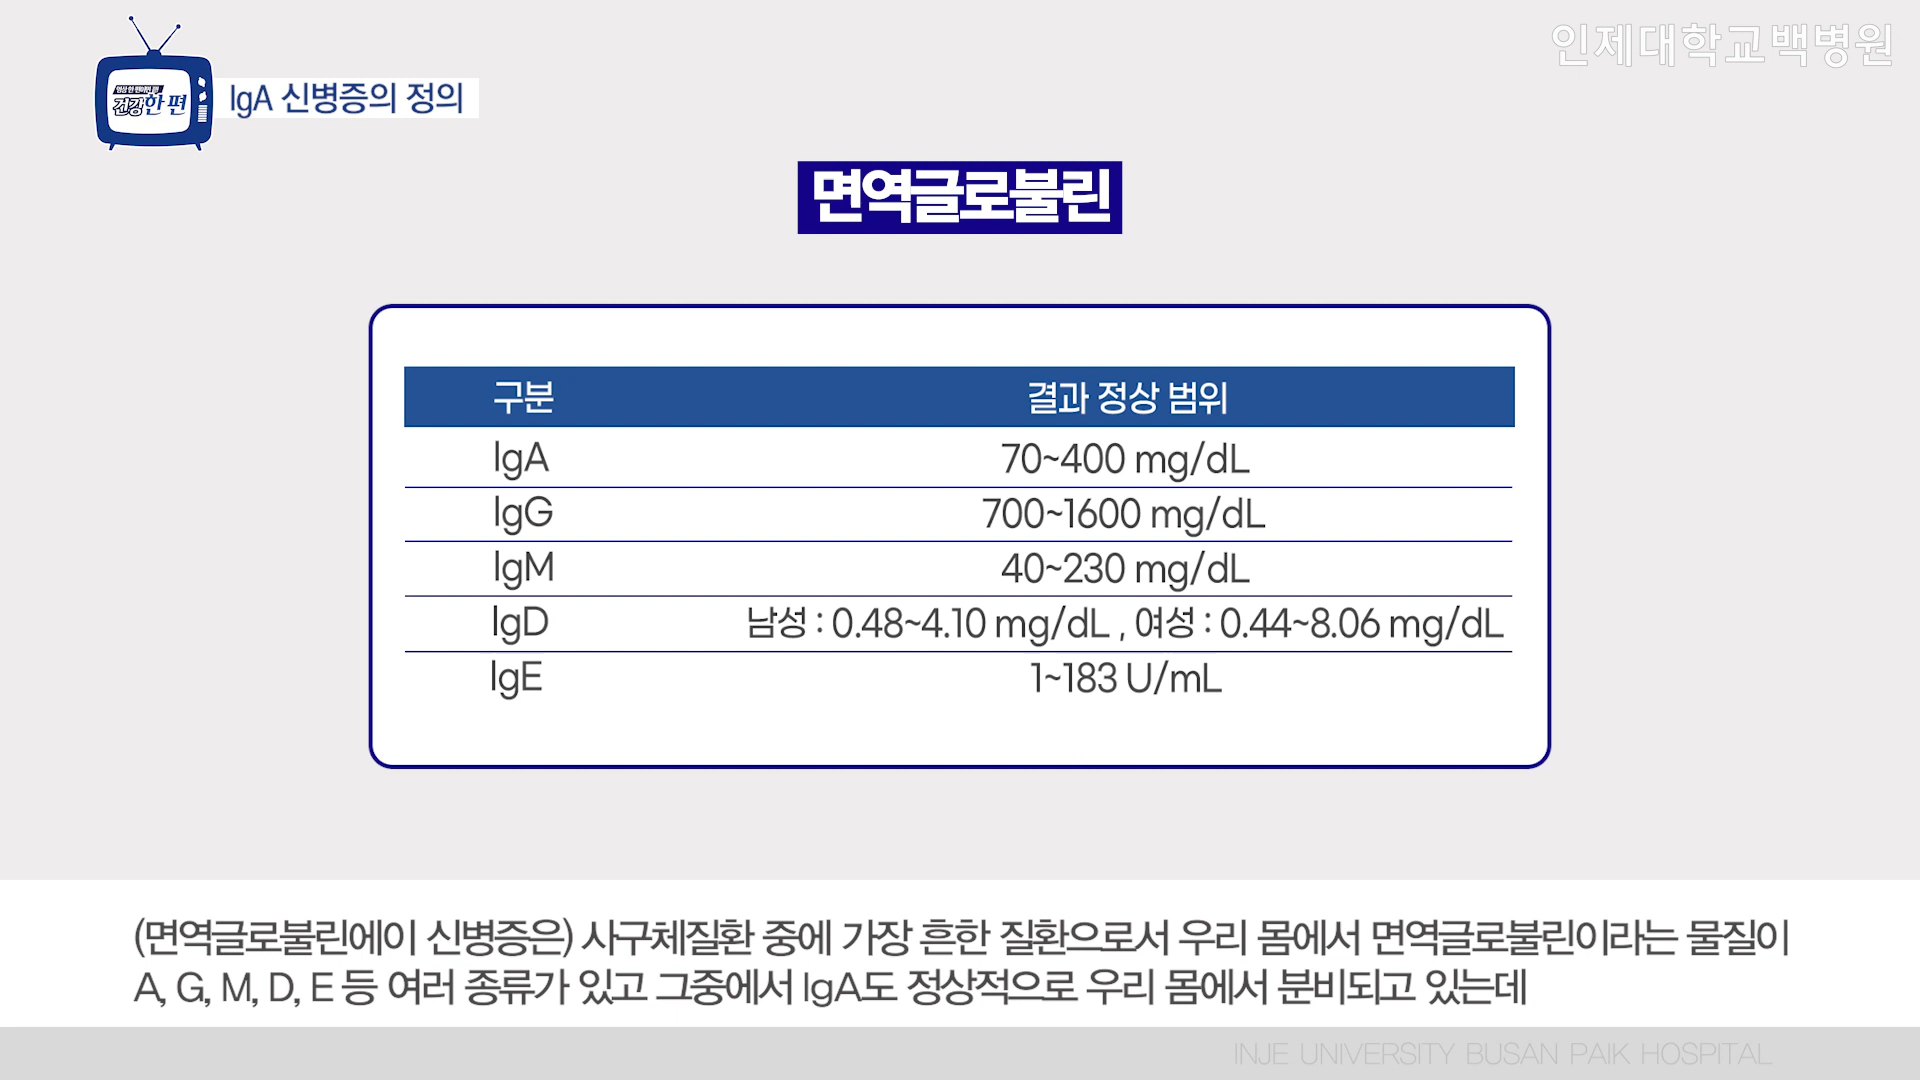 인제대학교백병원
건강한편
IgA 신병증의 정의
면역글로불린
구분 결과 정상 범위
IgA 70~400 mg/dL
IgG 700~1600 mg/dL
IgM 40~230 mg/dL
IgD 남성 : 0.48~4.10 mg/dL , 여성 : 0.44~8.06 mg/dL
IgE 1~183 U/mL
(면역글로불린에이 신병증은) 사구체질환 중에 가장 흔한 질환으로서 우리 몸에서 면역글로불린이라는 물질이
A, G, M, D, E 등 여러 종류가 있고 그중에서 IgA도 정상적으로 우리 몸에서 분비되고 있는데
INJE UNIVERSITY BUSAN PAIK HOSPITAL